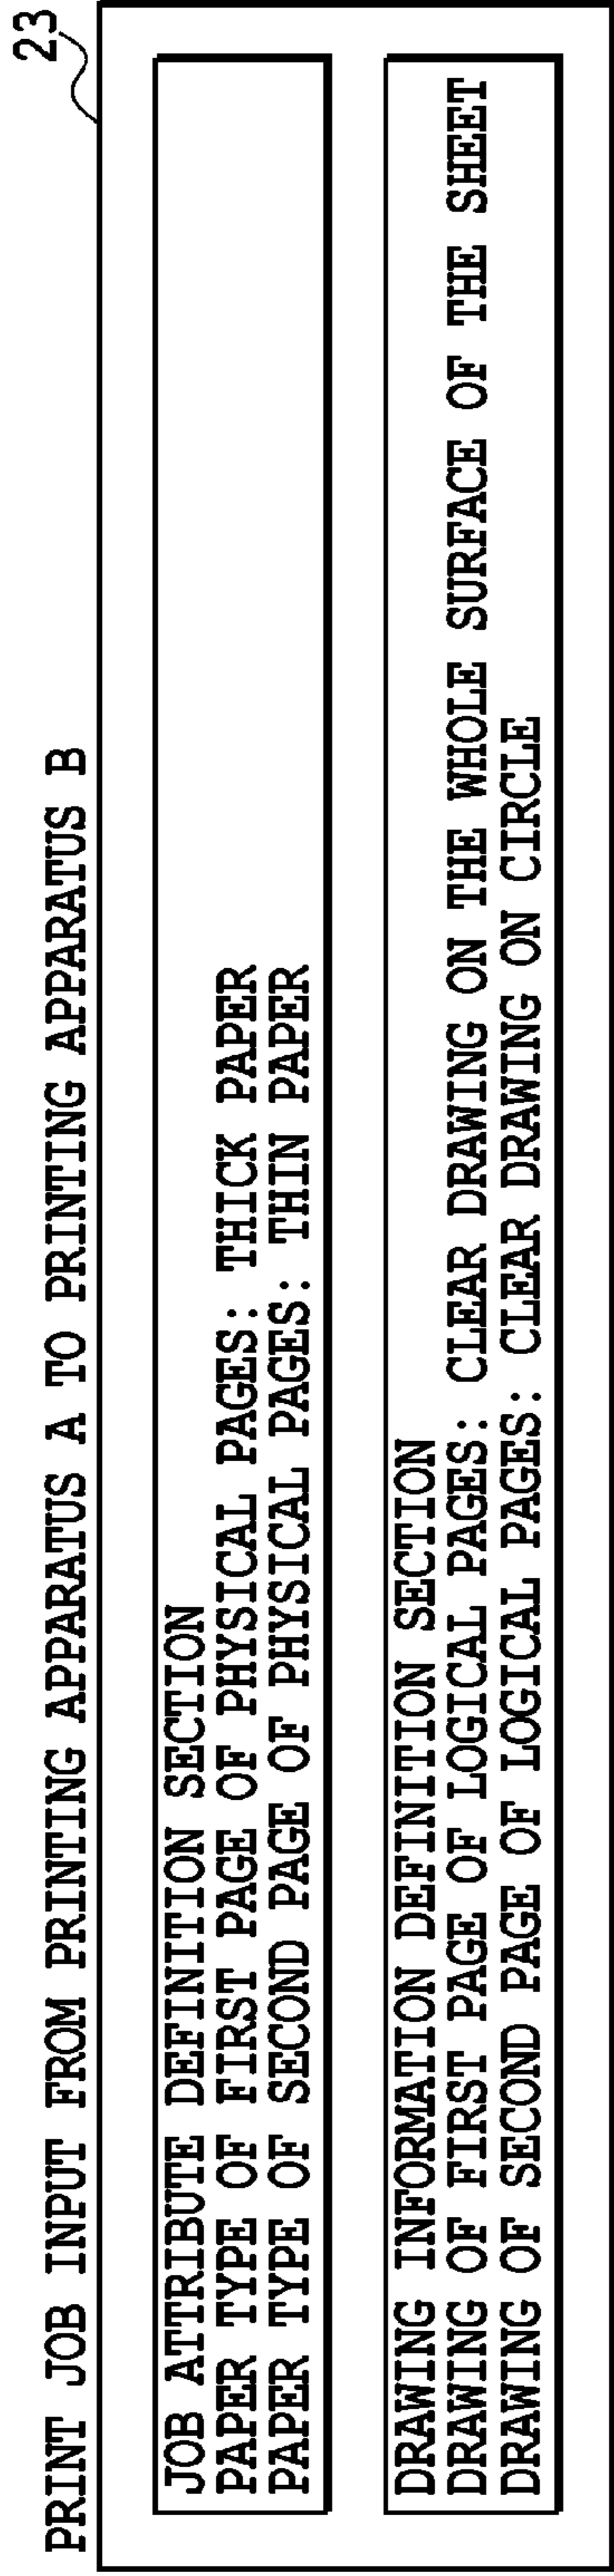 PRINT JOB INPUT FROM PRINTING APPARATUS A TO PRINTING APPARATUS B
23
JOB ATTRIBUTE DEFINITION SECTION
PAPER TYPE OF FIRST PAGE OF PHYSICAL PAGES: THICK PAPER
PAPER TYPE OF SECOND PAGE OF PHYSICAL PAGES: THIN PAPER
DRAWING INFORMATION DEFINITION SECTION
DRAWING OF FIRST PAGE OF LOGICAL PAGES: CLEAR DRAWING ON THE WHOLE SURFACE OF THE SHEET
DRAWING OF SECOND PAGE OF LOGICAL PAGES: CLEAR DRAWING ON CIRCLE